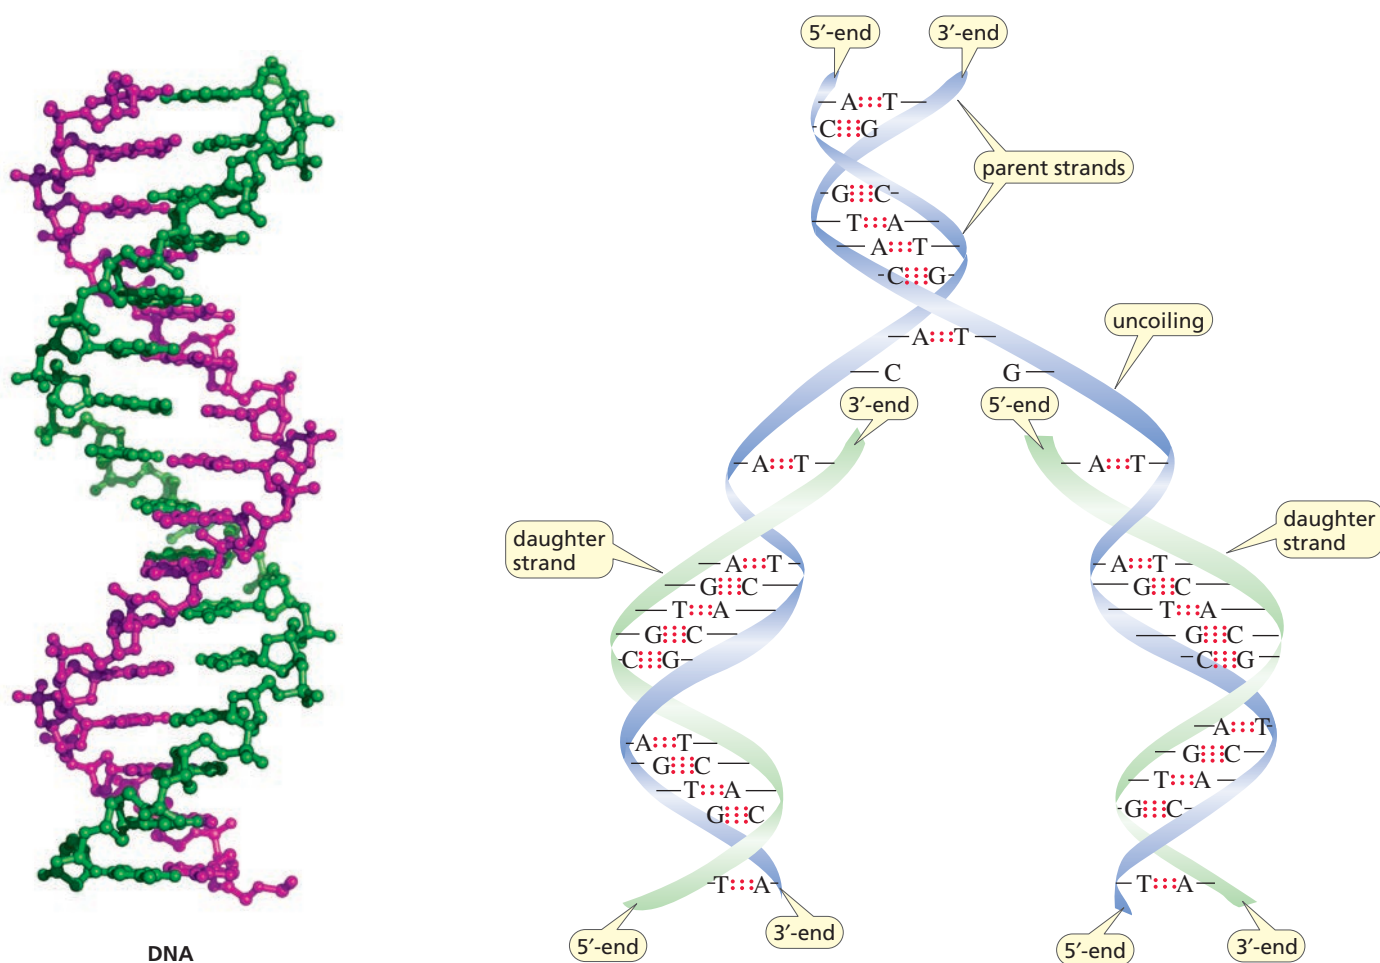 5′-end
3′-end
A T
C G
parent strands
G C
T A
A T
C G
uncoiling
A T
C G
3′-end
5′-end
A T
A T
daughter
strand
daughter
strand
A T
G C
T A
G C
C G
A T
G C
T A
G C
C G
A T
G C
T A
G C
A T
G C
T A
G C
T A
T A
5′-end
3′-end
5′-end
3′-end
DNA